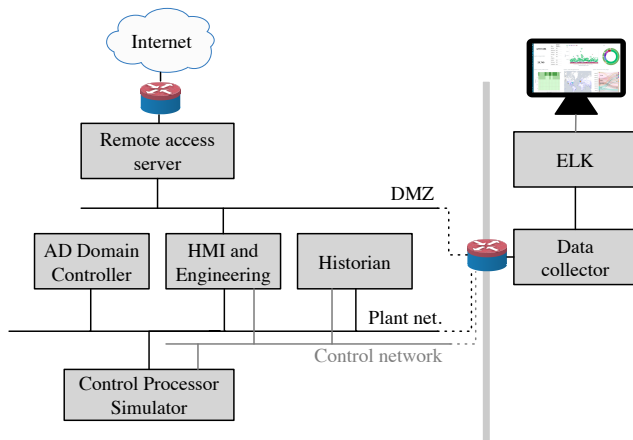 Internet
Remote access
server
ELK
DMZ
AD Domain
Controller
HMI and
Engineering
Historian
Data
collector
Plant net.
Control network
Control Processor
Simulator